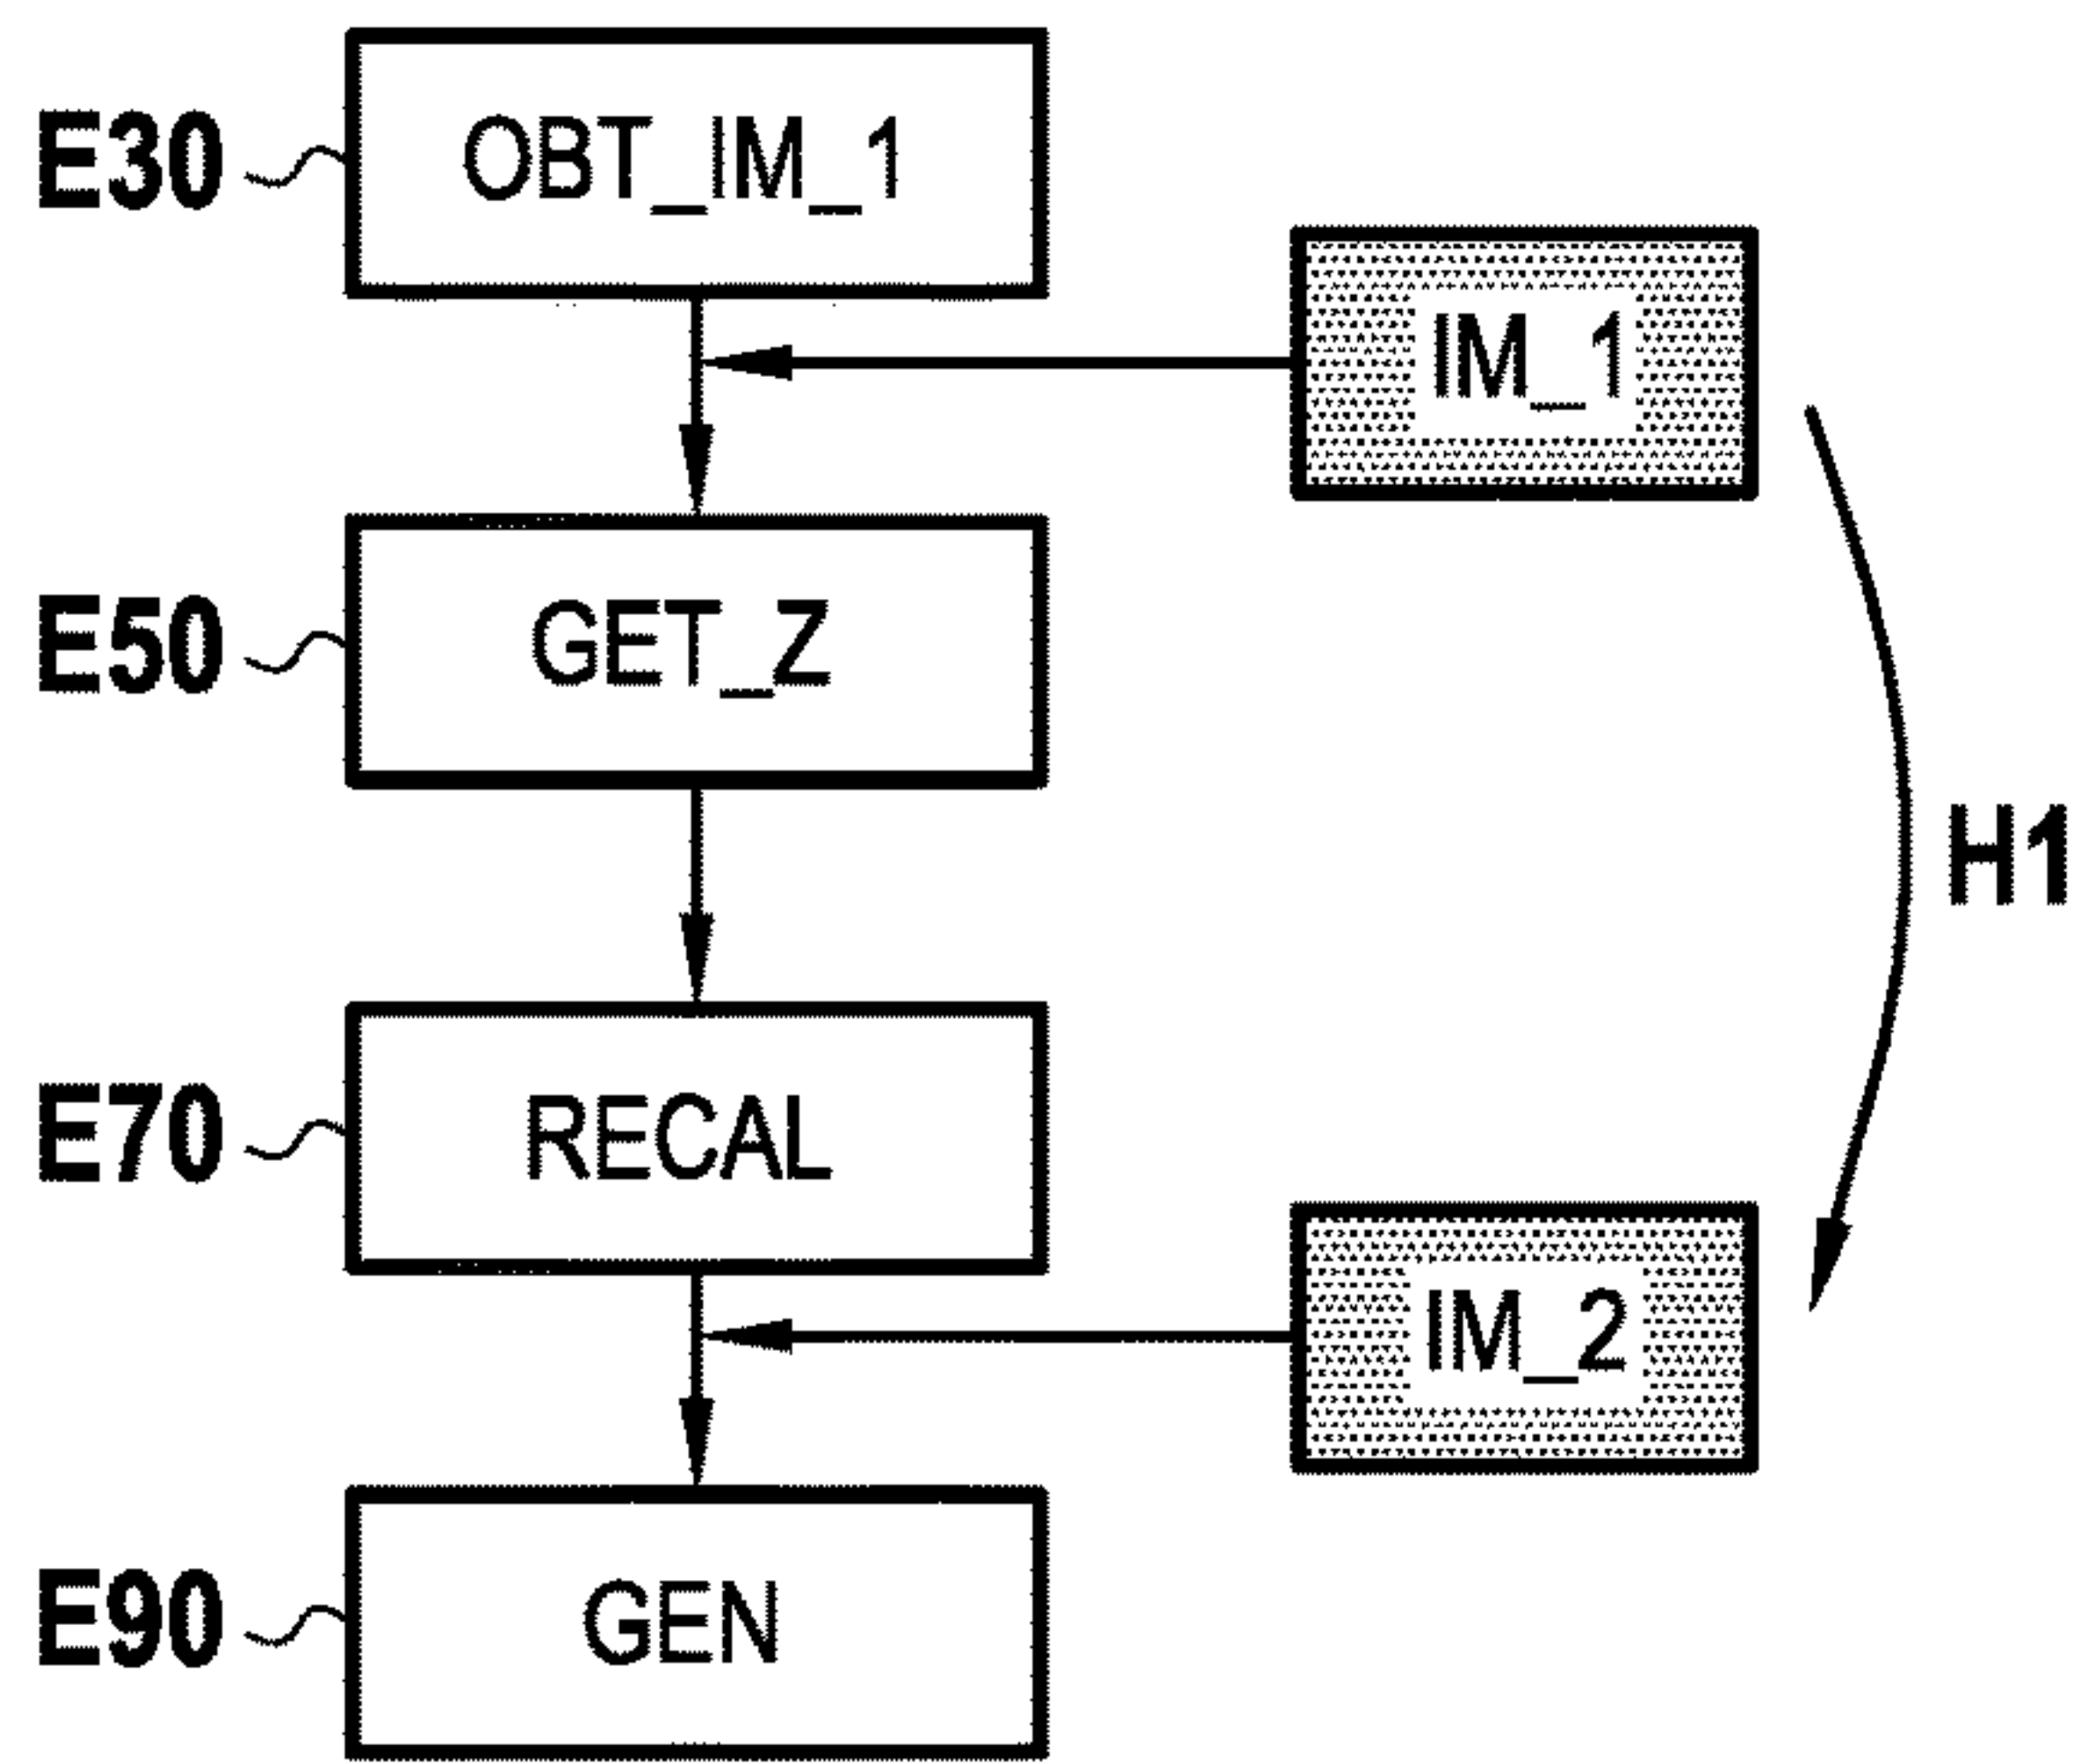 E30 OBT_IM_1
IM_1
E50 GET_Z
H1
E70 RECAL
IM_2
E90 GEN